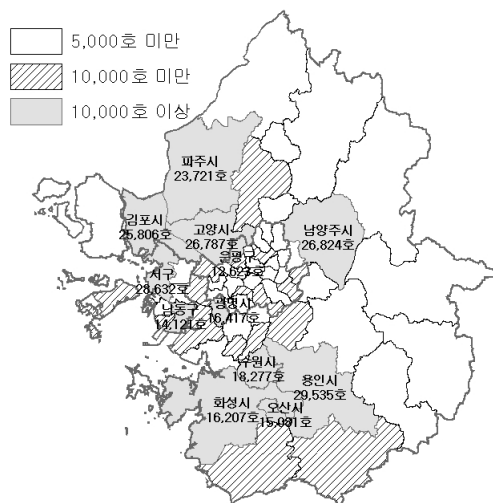 5,000호 미만
10,000호 미만
10,000호 이상
파주시
23,721호
김포시
25,806호
고양시
26,787호
남양주시
26,824호
은평구
12,523호
서구
28,632호
남동구
14,121호
광명시
16,417호
수원시
18,277호
용인시
29,535호
화성시
16,207호
오산시
15,031호